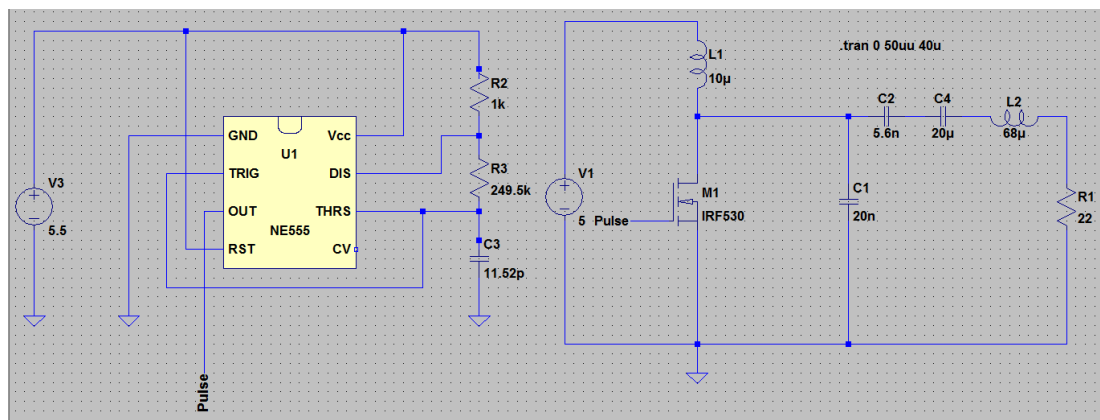 .tran 0 50uu 40u
L1
10µ
R2
1k
C2
5.6n
C4
20µ
L2
68µ
GND
Vcc
U1
TRIG
DIS
R3
249.5k
V3
5.5
OUT
THRS
NE555
RST
CV
C3
11.52p
V1
5
Pulse
M1
IRF530
C1
20n
R1
22
Pulse